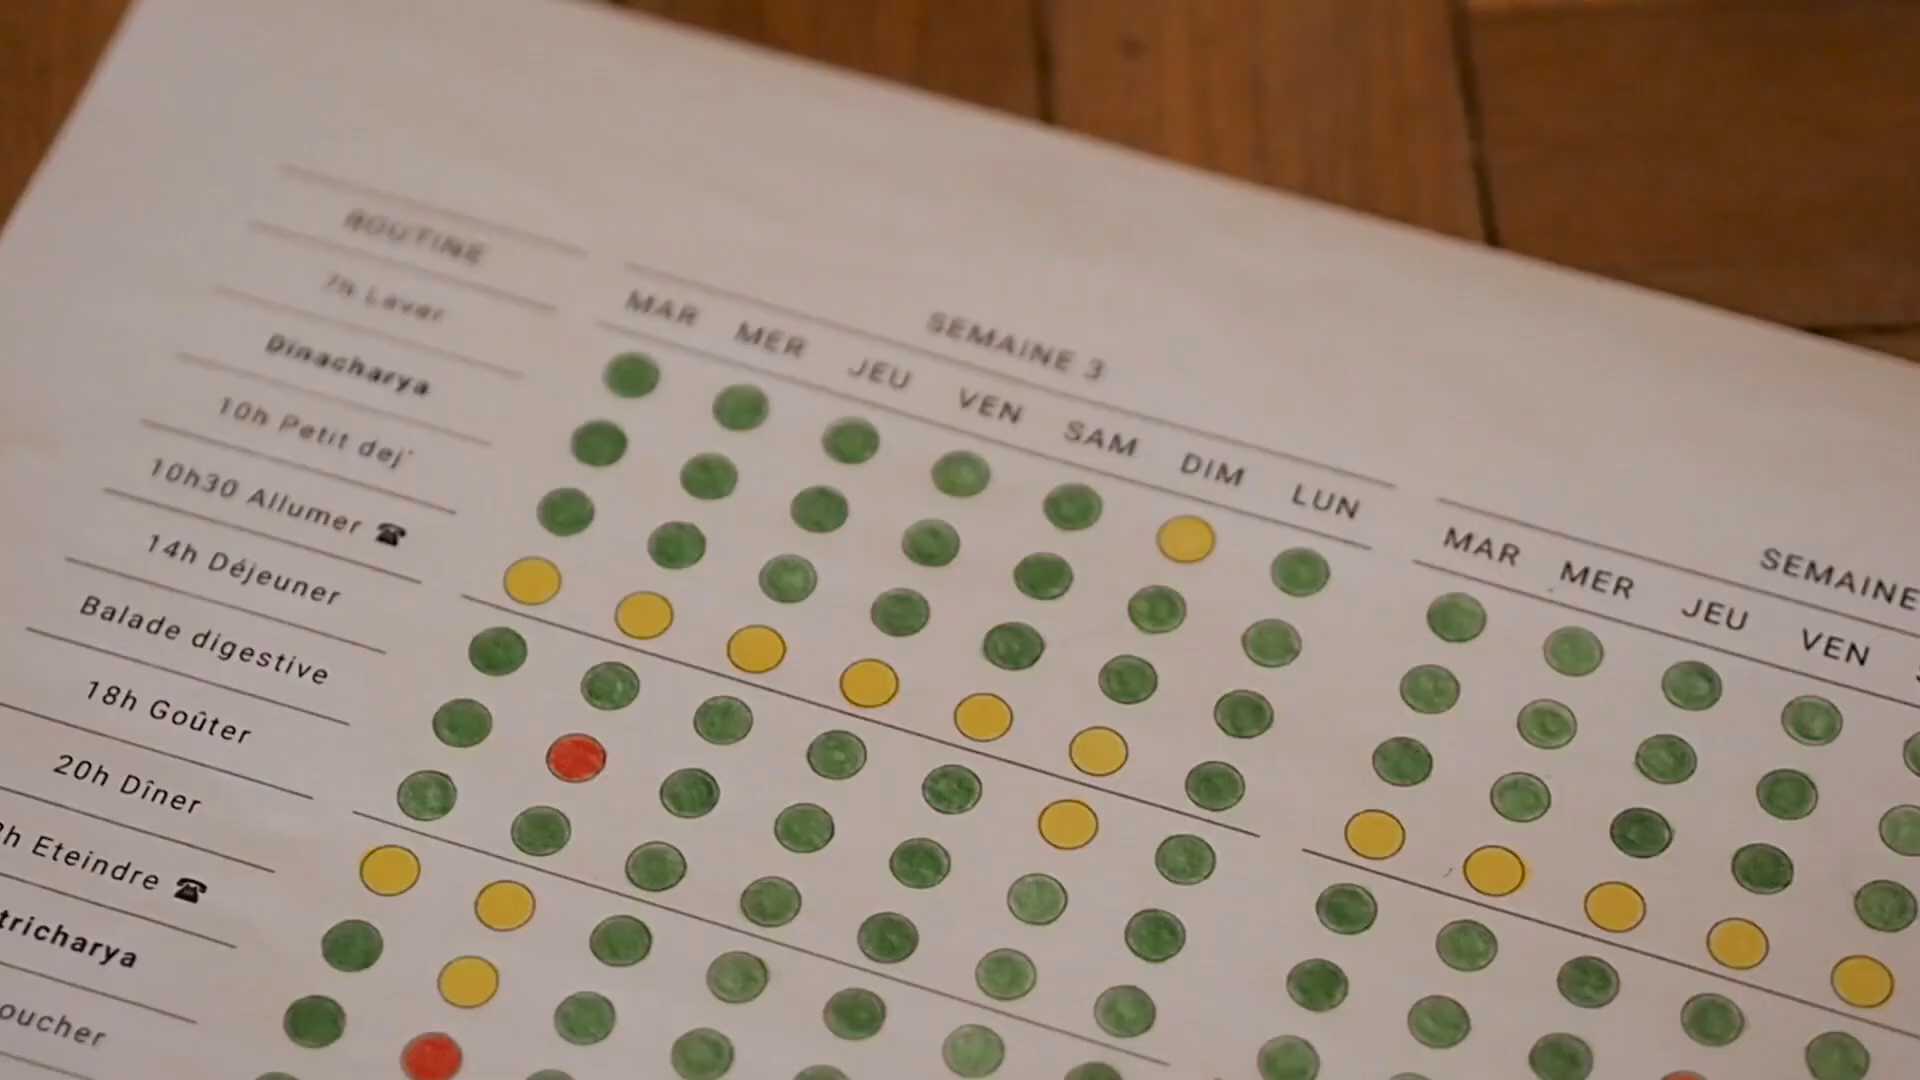 ROUTINE
7h Laver
Dinacharya
10h Petit dej'
10h30 Allumer ☎
14h Déjeuner
Balade digestive
18h Goûter
20h Dîner
h Eteindre ☎
tricharya
oucher
SEMAINE 3
MAR MER JEU VEN SAM DIM LUN
SEMAINE
MAR MER JEU VEN